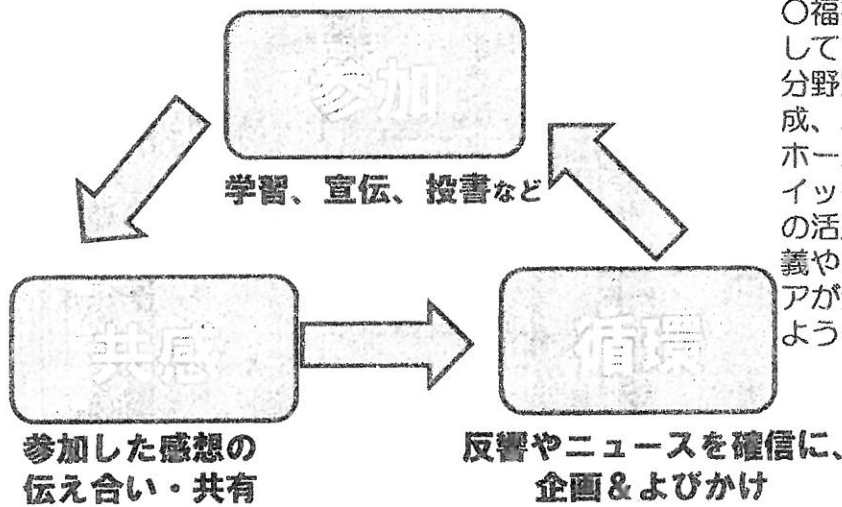 参加
学習、宣伝、投書など
共感
参加した感想の
伝え合い・共有
循環
反響やニュースを確信に、
企画&よびかけ
〇福
して
分野
成、
ホー
イッ
の活
義や
アが
よう